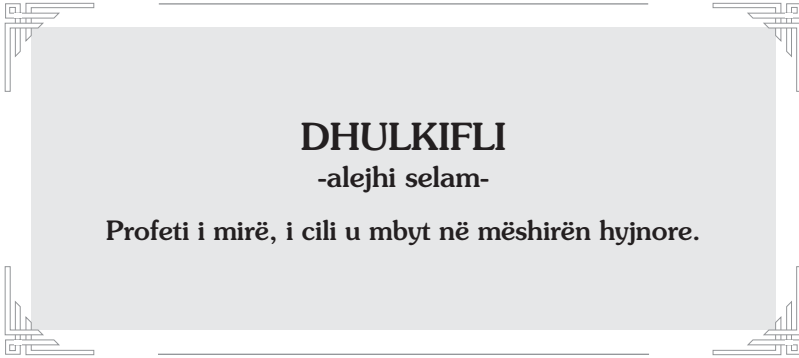 DHULKIFLI
-alejhi selam-
Profeti i mirë, i cili u mbyt në mëshirën hyjnore.